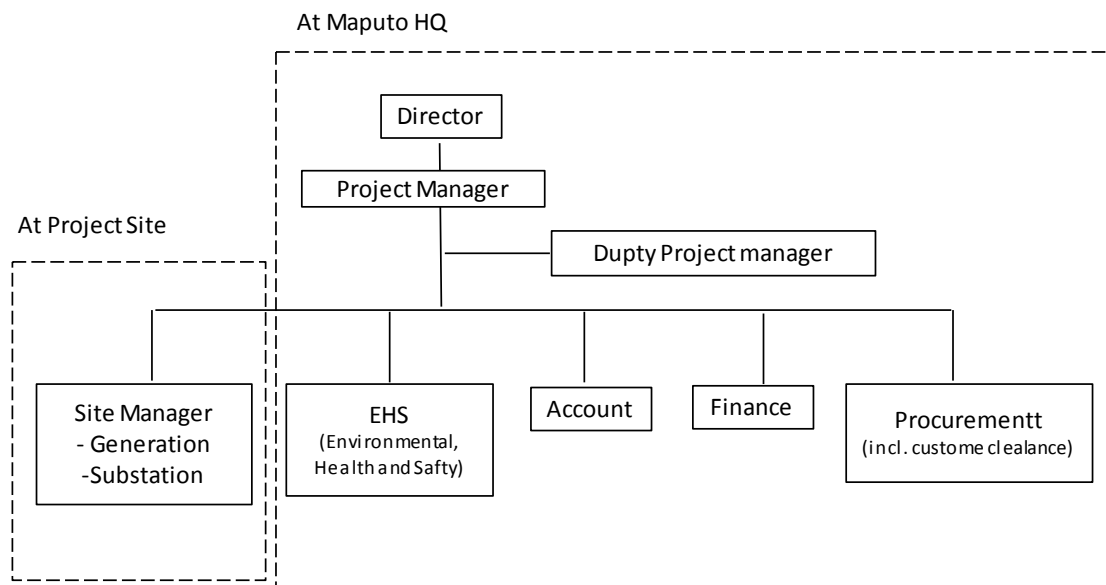 At Maputo HQ
Director
Project Manager
At Project Site
Dupty Project manager
Site Manager
- Generation
-Substation
EHS
(Environmental,
Health and Safty)
Account
Finance
Procurementt
(incl. custome clealance)